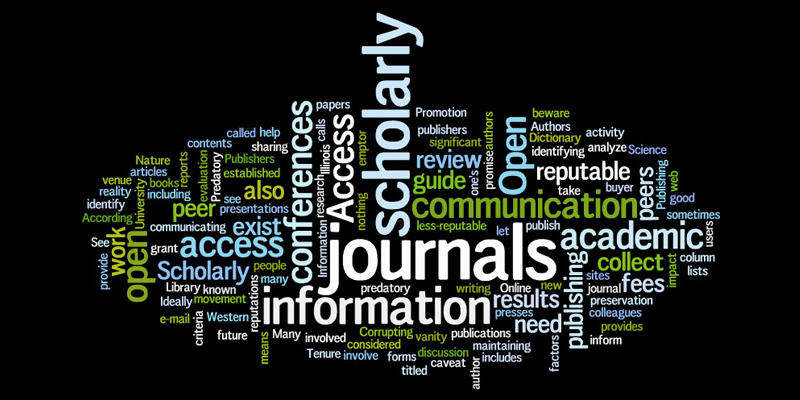 scholarly
papers
Promotion
beware
called
help
calls
publishers
authors
Authors
activity
contents
sharing
conferences
Access
emptor
significant
Dictionary
Open
identifying
analyze
Science
Nature
reports
Publishers
Predatory
Illinois
review
promise
reputable
venue
articles
evaluation
established
research
guide
one's
take
buyer
peers
Publishing
web
reality
books
including
see
also
nothing
communication
good
identify
University
peer
presentations
According
communicating
exist
Information
less-reputable
let
publish
academic
sometimes
users
See
work
open
grant
access
journals
collect
impact
column
provide
Scholarly
people
many
sites
fees
lists
Library
known
reputations
predatory
writing
Online
new
journal
Ideally
movement
information
results
publishing
preservation
e-mail
criteria
Western
presses
need
colleagues
provides
future
means
Many
involved
Corrupting
vanity
publications
factors
inform
considered
maintaining
Tenure
involve
forms
discussion
includes
caveat
titled
author